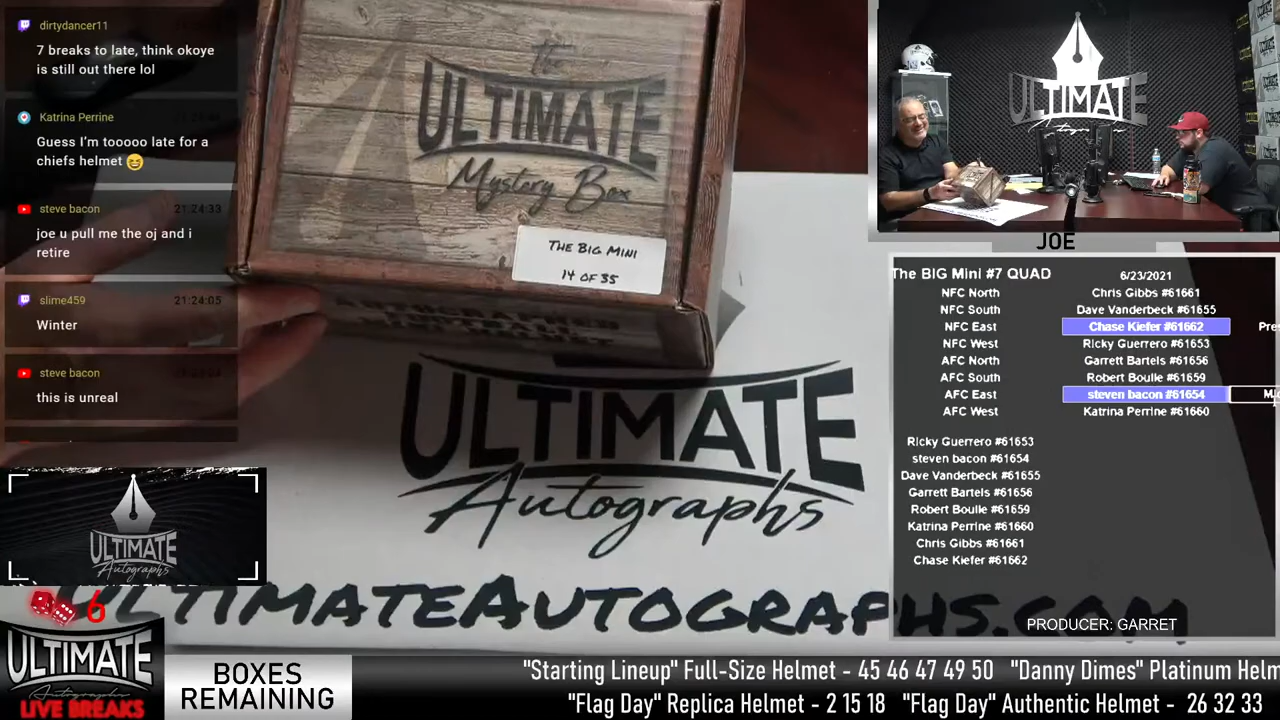 dirtydancer11
7 breaks to late, think okoye
is still out there lol
Katrina Perrine
Guess I'm tooooo late for a
chiefs helmet 😆
steve bacon 21:24:33
joe u pull me the oj and i
retire
slime459 21:24:05
Winter
steve bacon
this is unreal
the
ULTIMATE
Mystery Box
THE BIG MINI
14 OF 35
ULTIMATE
Autographs
ULTIMATEAUTOGRAPHS.COM
ULTIMATE
Autographs
JOE
The BIG Mini #7 QUAD 6/23/2021
NFC North Chris Gibbs #61661
NFC South Dave Vanderbeck #61655
NFC East Chase Kiefer #61662
NFC West Ricky Guerrero #61653
AFC North Garrett Bartels #61656
AFC South Robert Boulle #61659
AFC East steven bacon #61654
AFC West Katrina Perrine #61660
Ricky Guerrero #61653
steven bacon #61654
Dave Vanderbeck #61655
Garrett Bartels #61656
Robert Boulle #61659
Katrina Perrine #61660
Chris Gibbs #61661
Chase Kiefer #61662
PRODUCER: GARRET
ULTIMATE
Autographs
6
ULTIMATE
Autographs
LIVE BREAKS
BOXES
REMAINING
"Starting Lineup" Full-Size Helmet - 45 46 47 49 50 "Danny Dimes" Platinum Helm
"Flag Day" Replica Helmet - 2 15 18 "Flag Day" Authentic Helmet - 26 32 33